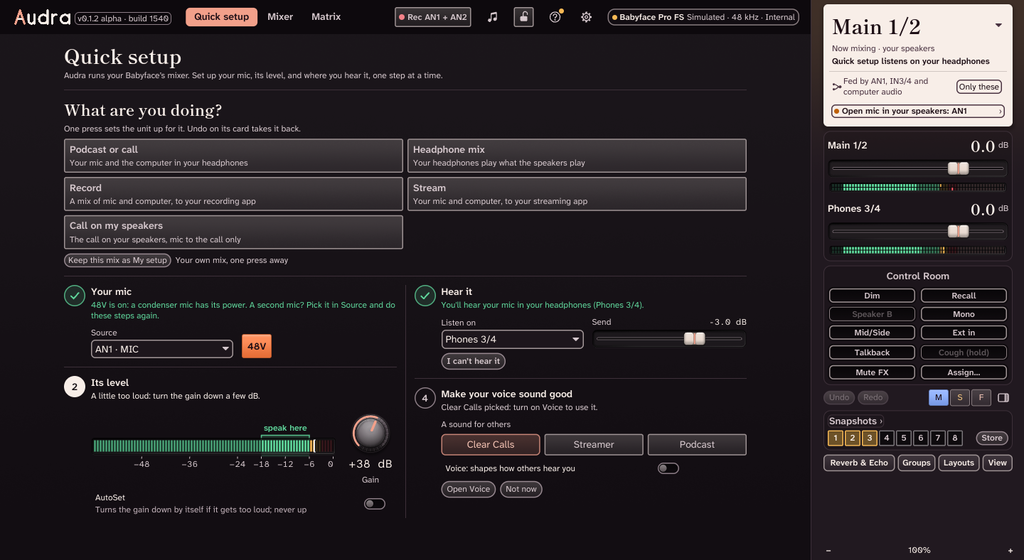 Audra v0.1.2 alpha · build 1540 Quick setup Mixer Matrix Rec AN1 + AN2 Babyface Pro FS Simulated · 48 kHz · Internal
Quick setup
Audra runs your Babyface's mixer. Set up your mic, its level, and where you hear it, one step at a time.
What are you doing?
One press sets the unit up for it. Undo on its card takes it back.
Podcast or call
Your mic and the computer in your headphones
Headphone mix
Your headphones play what the speakers play
Record
A mix of mic and computer, to your recording app
Stream
Your mic and computer, to your streaming app
Call on my speakers
The call on your speakers, mic to the call only
Keep this mix as My setup Your own mix, one press away
Your mic
48V is on: a condenser mic has its power. A second mic? Pick it in Source and do
these steps again.
Source
AN1 · MIC 48V
2 Its level
A little too loud: turn the gain down a few dB.
speak here
-48 -36 -24 -18 -12 -6 0
+38 dB
Gain
AutoSet
Turns the gain down by itself if it gets too loud; never up
Hear it
You'll hear your mic in your headphones (Phones 3/4).
Listen on Send -3.0 dB
Phones 3/4
I can't hear it
4 Make your voice sound good
Clear Calls picked: turn on Voice to use it.
A sound for others
Clear Calls Streamer Podcast
Voice: shapes how others hear you
Open Voice Not now
Main 1/2
Now mixing · your speakers
Quick setup listens on your headphones
Fed by AN1, IN3/4 and
computer audio
Only these
Open mic in your speakers: AN1 ›
Main 1/2 0.0 dB
Phones 3/4 0.0 dB
Control Room
Dim Recall
Speaker B Mono
Mid/Side Ext in
Talkback Cough (hold)
Mute FX Assign...
Undo Redo M S F
Snapshots ›
1 2 3 4 5 6 7 8 Store
Reverb & Echo Groups Layouts View
− 100% +